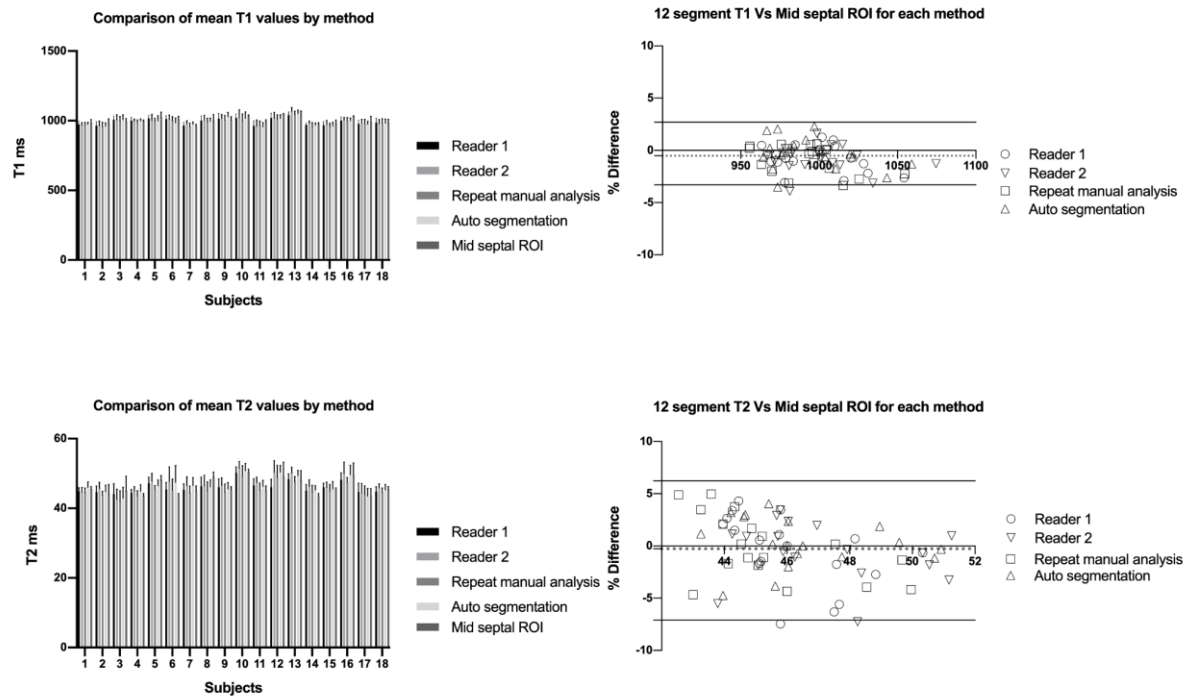 Comparison of mean T1 values by method
1500
1000
500
0
T1 ms
1 2 3 4 5 6 7 8 9 10 11 12 13 14 15 16 17 18
Subjects
Reader 1
Reader 2
Repeat manual analysis
Auto segmentation
Mid septal ROI
12 segment T1 Vs Mid septal ROI for each method
10
5
0
-5
-10
% Difference
950 1000 1050 1100
Reader 1
Reader 2
Repeat manual analysis
Auto segmentation
Comparison of mean T2 values by method
60
40
20
0
T2 ms
1 2 3 4 5 6 7 8 9 10 11 12 13 14 15 16 17 18
Subjects
Reader 1
Reader 2
Repeat manual analysis
Auto segmentation
Mid septal ROI
12 segment T2 Vs Mid septal ROI for each method
10
5
0
-5
-10
% Difference
44 46 48 50 52
Reader 1
Reader 2
Repeat manual analysis
Auto segmentation